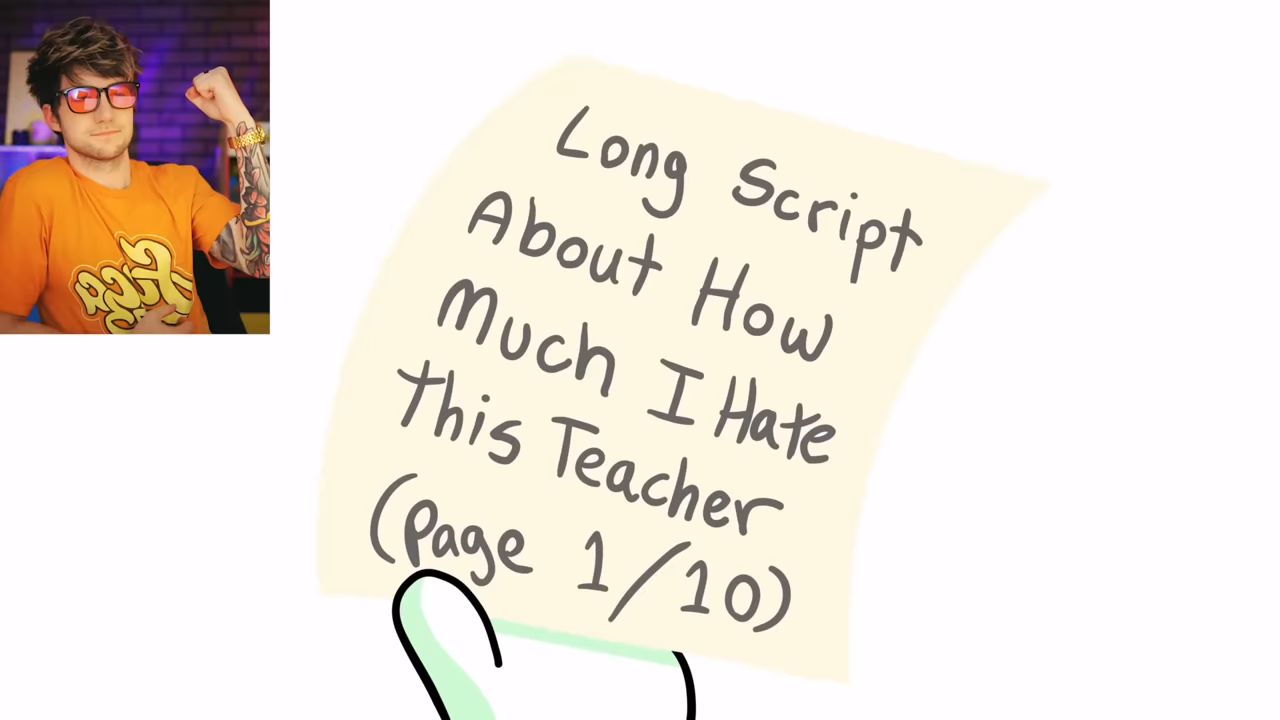 Long Script
About How
Much I Hate
this Teacher
(page 1/10)